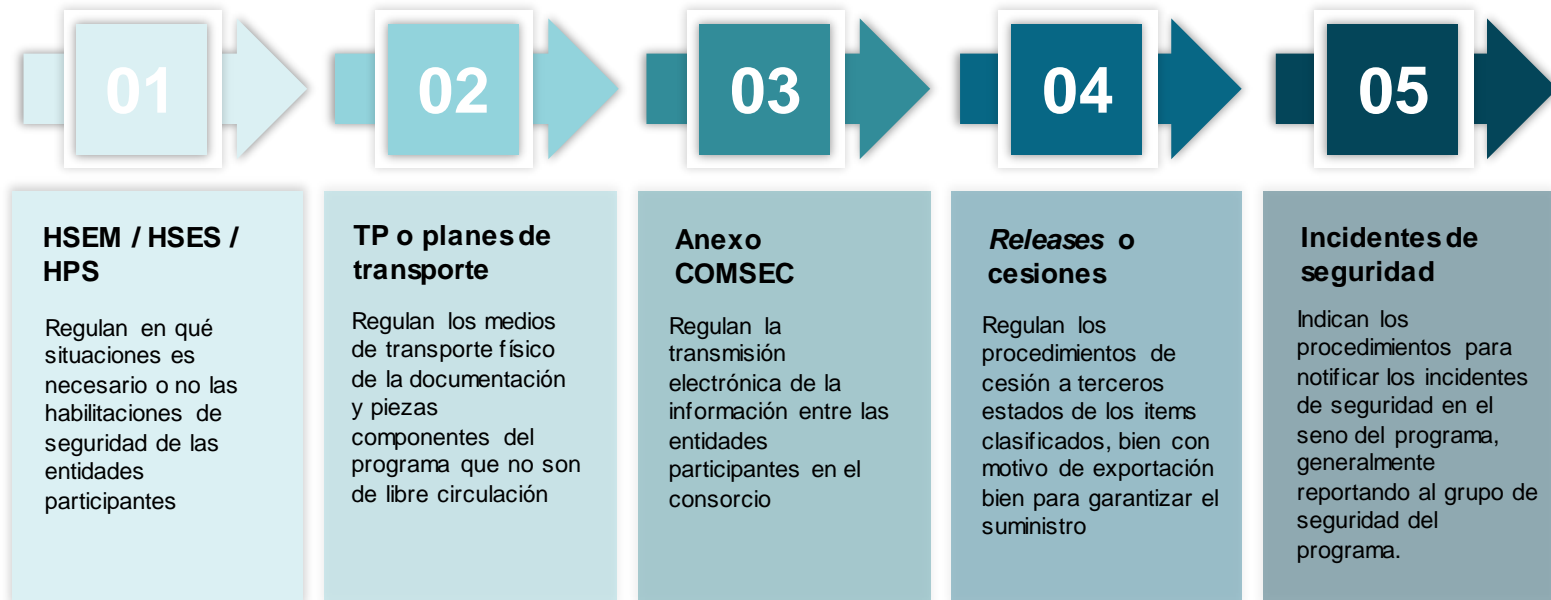 01
02
03
04
05
HSEM / HSES /
HPS
Regulan en qué
situaciones es
necesario o no las
habilitaciones de
seguridad de las
entidades
participantes
TP o planes de
transporte
Regulan los medios
de transporte físico
de la documentación
y piezas
componentes del
programa que no son
de libre circulación
Anexo
COMSEC
Regulan la
transmisión
electrónica de la
información entre las
entidades
participantes en el
consorcio
Releases o
cesiones
Regulan los
procedimientos de
cesión a terceros
estados de los items
clasificados, bien con
motivo de exportación
bien para garantizar el
suministro
Incidentes de
seguridad
Indican los
procedimientos para
notificar los incidentes
de seguridad en el
seno del programa,
generalmente
reportando al grupo de
seguridad del
programa.